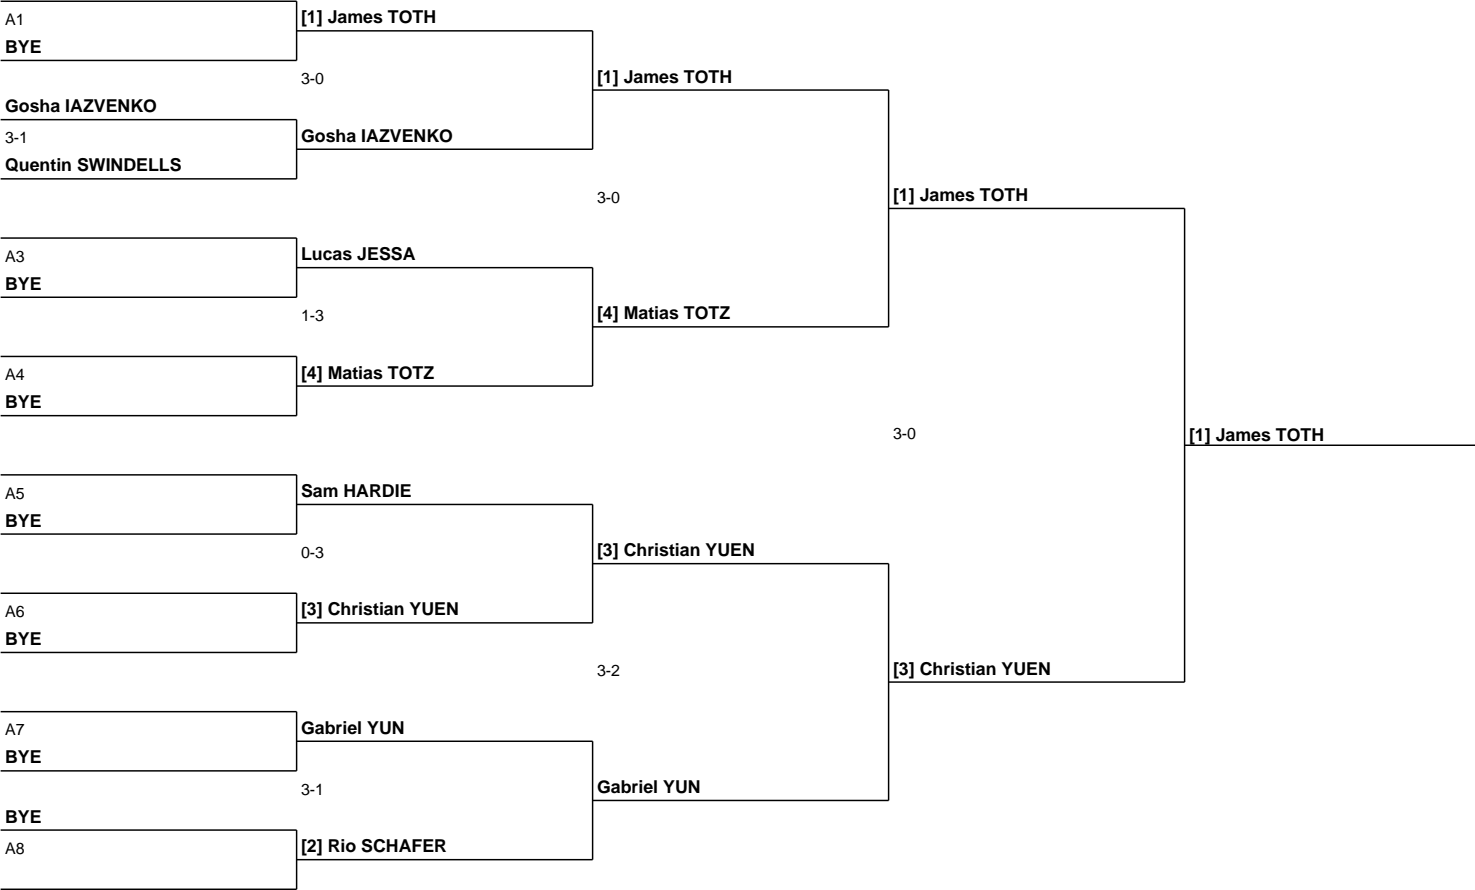 A1
BYE
[1] James TOTH
3-0
Gosha IAZVENKO
3-1
Quentin SWINDELLS
Gosha IAZVENKO
[1] James TOTH
3-0
A3
BYE
Lucas JESSA
1-3
A4
BYE
[4] Matias TOTZ
[4] Matias TOTZ
[1] James TOTH
3-0
[1] James TOTH
A5
BYE
Sam HARDIE
0-3
A6
BYE
[3] Christian YUEN
[3] Christian YUEN
3-2
A7
BYE
Gabriel YUN
3-1
BYE
A8
[2] Rio SCHAFER
Gabriel YUN
[3] Christian YUEN